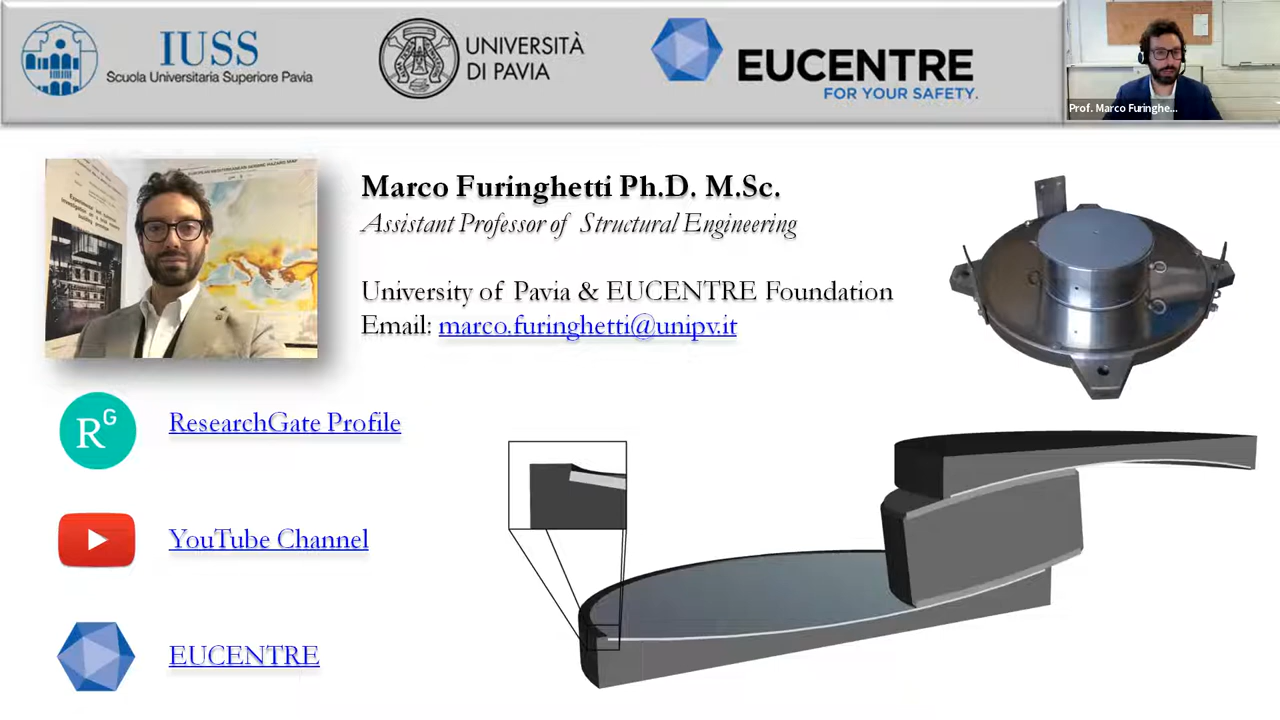 IUSS
Scuola Universitaria Superiore Pavia
UNIVERSITÀ
DI PAVIA
EUCENTRE
FOR YOUR SAFETY.
Prof. Marco Furinghe...
Marco Furinghetti Ph.D. M.Sc.
Assistant Professor of Structural Engineering
University of Pavia & EUCENTRE Foundation
Email: marco.furinghetti@unipv.it
RG
ResearchGate Profile
YouTube Channel
EUCENTRE